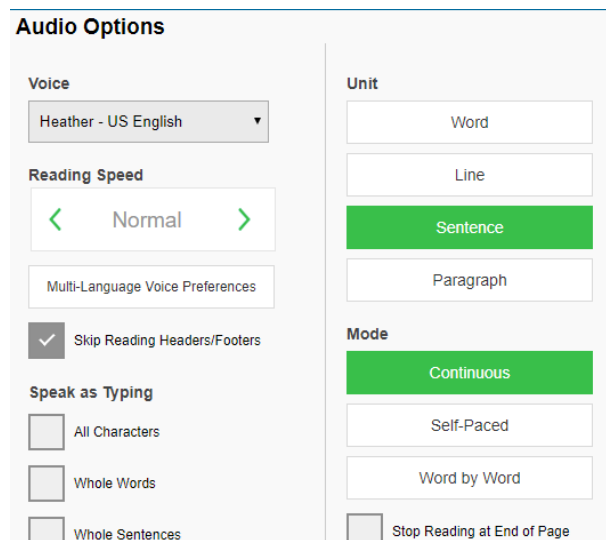 Audio Options
Voice
Heather - US English
Reading Speed
Normal
Multi-Language Voice Preferences
Skip Reading Headers/Footers
Speak as Typing
All Characters
Whole Words
Whole Sentences
Unit
Word
Line
Sentence
Paragraph
Mode
Continuous
Self-Paced
Word by Word
Stop Reading at End of Page